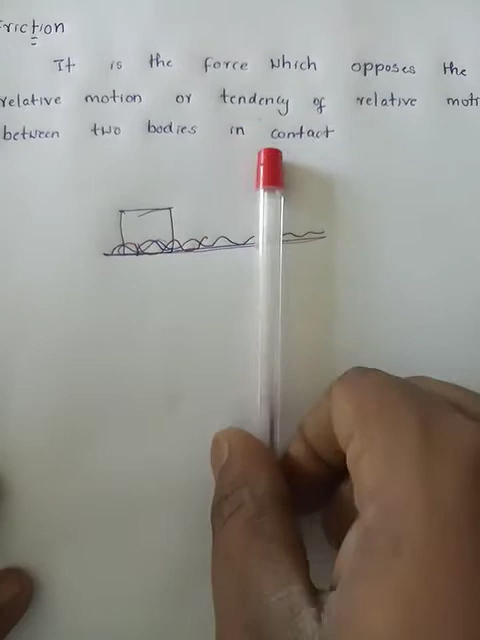 Friction
It is the force which opposes the
relative motion or tendency of relative moti
between two bodies in contact